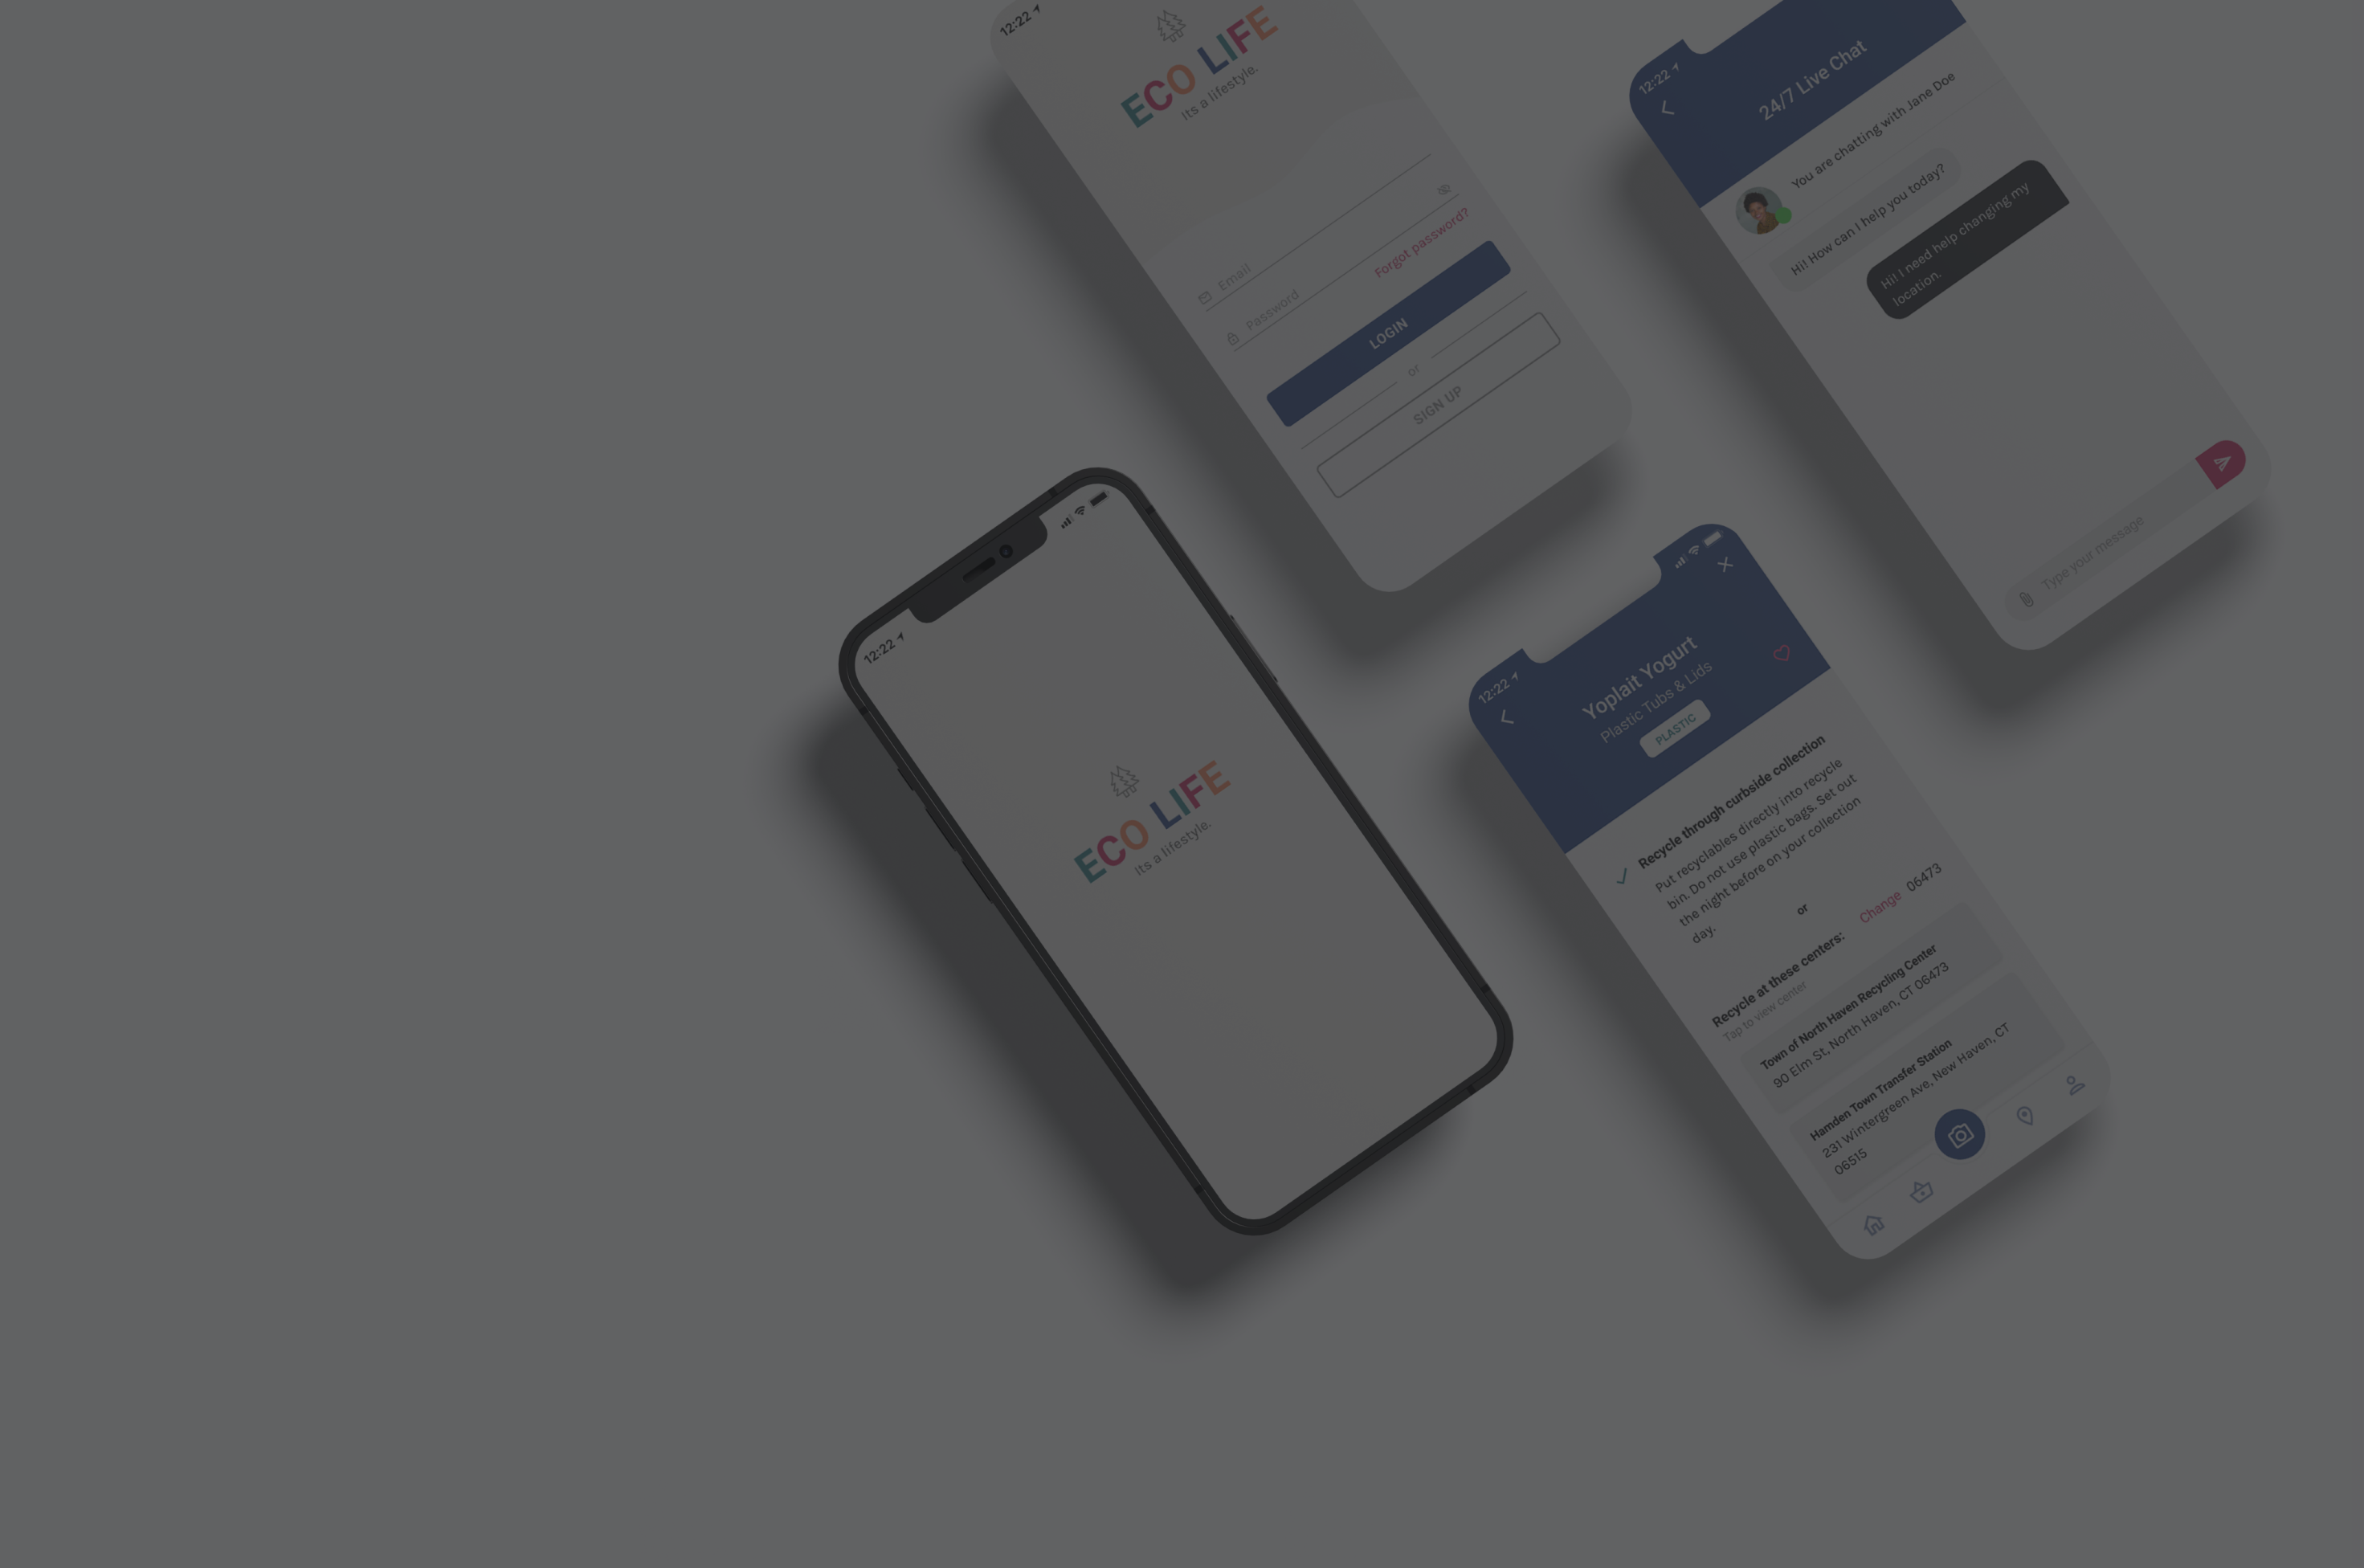 12:22
ECO LIFE
Its a lifestyle.
Email
Password
Forgot password?
LOGIN
or
SIGN UP
12:22
24/7 Live Chat
You are chatting with Jane Doe
Hi! How can I help you today?
Hi! I need help changing my
location.
Type your message
12:22
ECO LIFE
Its a lifestyle.
12:22
Yoplait Yogurt
Plastic Tubs & Lids
PLASTIC
Recycle through curbside collection
Put recyclables directly into recycle
bin. Do not use plastic bags. Set out
the night before on your collection
day.
or
Recycle at these centers:
Change 06473
Tap to view center
Town of North Haven Recycling Center
90 Elm St, North Haven, CT 06473
Hamden Town Transfer Station
231 Wintergreen Ave, New Haven, CT
06515